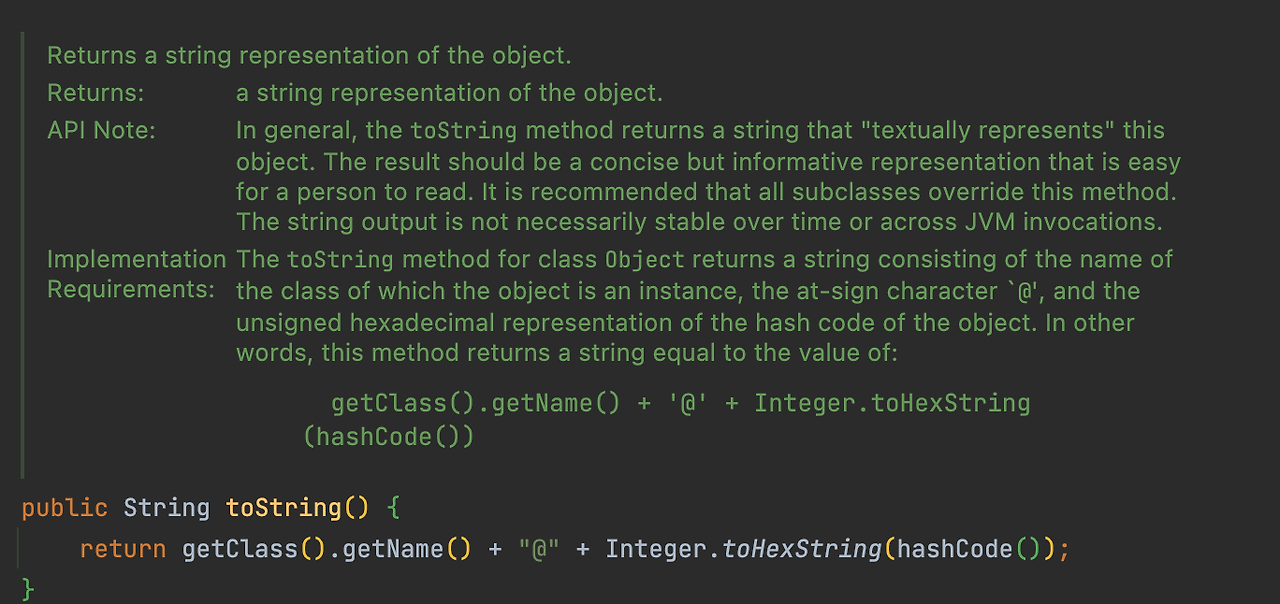 Returns a string representation of the object.
Returns: a string representation of the object.
API Note: In general, the toString method returns a string that "textually represents" this
object. The result should be a concise but informative representation that is easy
for a person to read. It is recommended that all subclasses override this method.
The string output is not necessarily stable over time or across JVM invocations.
Implementation The toString method for class Object returns a string consisting of the name of
Requirements: the class of which the object is an instance, the at-sign character `@', and the
unsigned hexadecimal representation of the hash code of the object. In other
words, this method returns a string equal to the value of:
getClass().getName() + '@' + Integer.toHexString
(hashCode())
public String toString() {
return getClass().getName() + "@" + Integer.toHexString(hashCode());
}